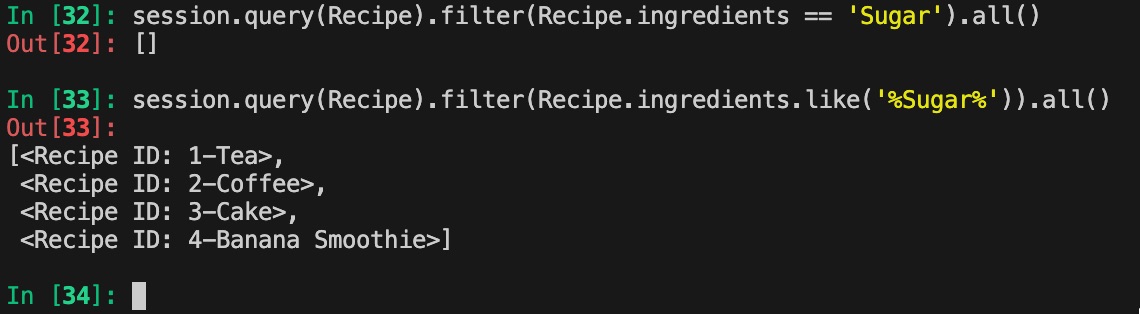 In [32]: session.query(Recipe).filter(Recipe.ingredients == 'Sugar').all()
Out[32]: []
In [33]: session.query(Recipe).filter(Recipe.ingredients.like('%Sugar%')).all()
Out[33]:
[<Recipe ID: 1-Tea>,
 <Recipe ID: 2-Coffee>,
 <Recipe ID: 3-Cake>,
 <Recipe ID: 4-Banana Smoothie>]
In [34]: